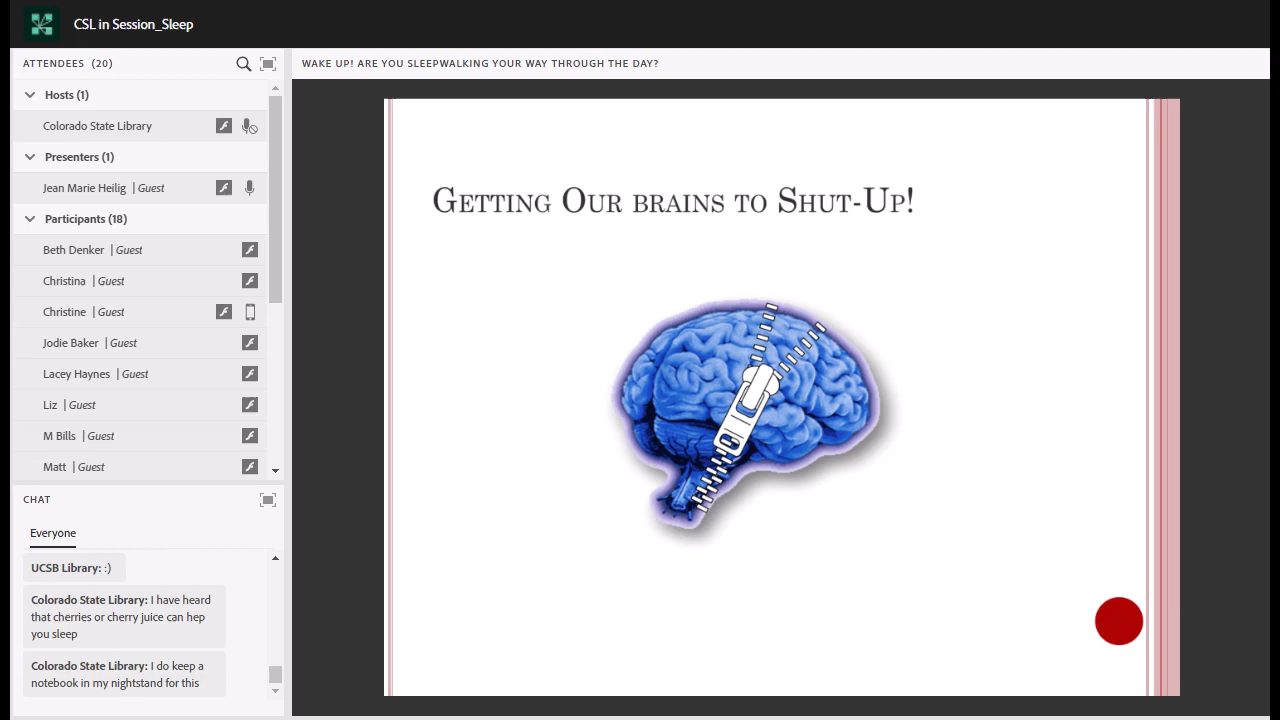 CSL in Session_Sleep
ATTENDEES (20)
Hosts (1)
Colorado State Library
Presenters (1)
Jean Marie Heilig | Guest
Participants (18)
Beth Denker | Guest
Christina | Guest
Christine | Guest
Jodie Baker | Guest
Lacey Haynes | Guest
Liz | Guest
M Bills | Guest
Matt | Guest
CHAT
Everyone
UCSB Library: :)
Colorado State Library: I have heard
that cherries or cherry juice can hep
you sleep
Colorado State Library: I do keep a
notebook in my nightstand for this
WAKE UP! ARE YOU SLEEPWALKING YOUR WAY THROUGH THE DAY?
Getting Our brains to Shut-Up!